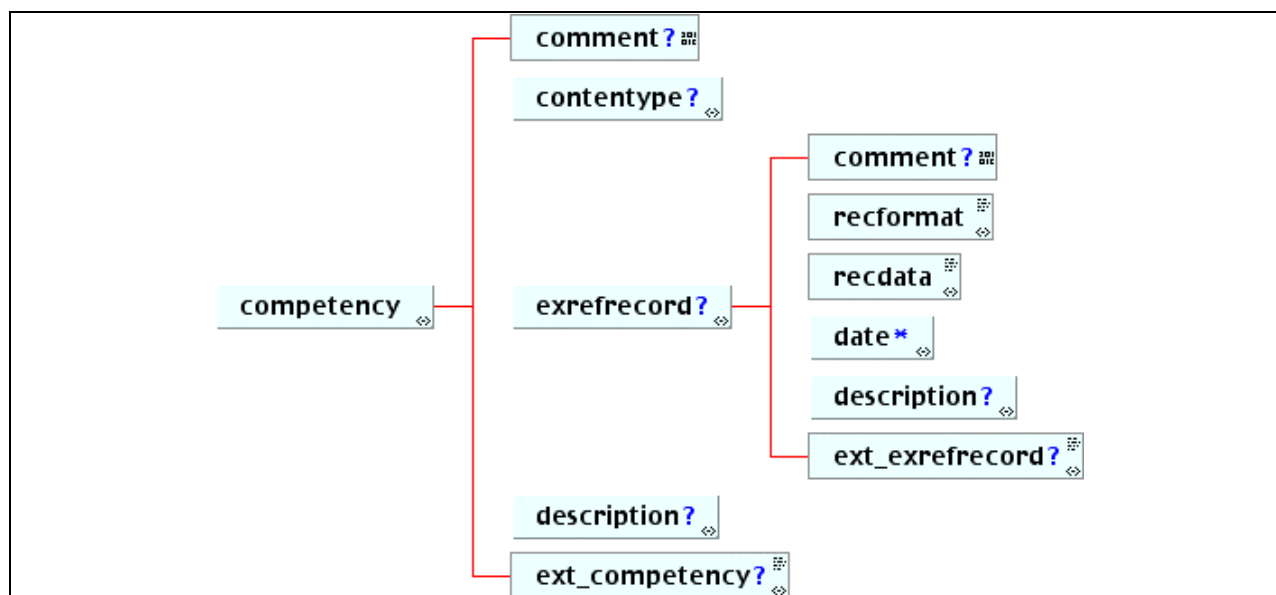 comment?
contentype?
comment?
recformat
recdata
competency
exrefrecord?
date*
description?
ext_exrefrecord?
description?
ext_competency?